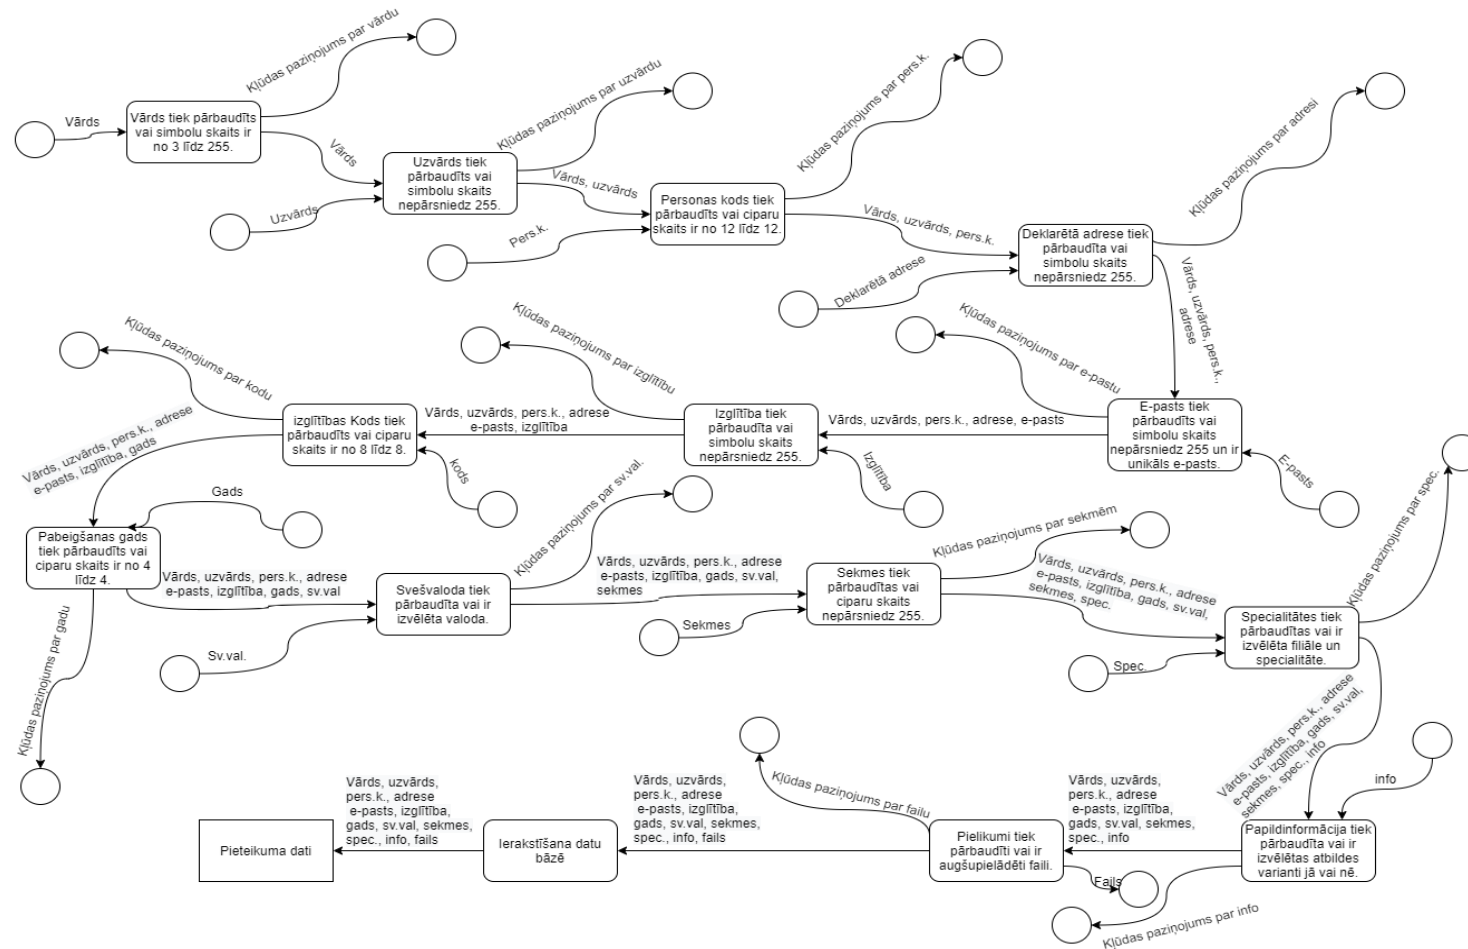 Kļūdas paziņojums par vārdu
Vārds
Vārds tiek pārbaudīts
vai simbolu skaits ir
no 3 līdz 255.
Vārds
Uzvārds
Kļūdas paziņojums par uzvārdu
Uzvārds tiek
pārbaudīts vai
simbolu skaits
nepārsniedz 255.
Vārds, uzvārds
Pers.k.
Kļūdas paziņojums par pers.k.
Personas kods tiek
pārbaudīts vai ciparu
skaits ir no 12 līdz 12.
Vārds, uzvārds, pers.k.
Deklarētā adrese
Kļūdas paziņojums par adresi
Deklarētā adrese tiek
pārbaudīta vai
simbolu skaits
nepārsniedz 255.
Vārds, uzvārds, pers.k.,
adrese
Kļūdas paziņojums par e-pastu
E-pasts tiek
pārbaudīts vai
simbolu skaits
nepārsniedz 255 un ir
unikāls e-pasts.
E-pasts
Vārds, uzvārds, pers.k., adrese, e-pasts
Kļūdas paziņojums par izglītību
Izglītība tiek
pārbaudīta vai
simbolu skaits
nepārsniedz 255.
Izglītība
Vārds, uzvārds, pers.k., adrese
e-pasts, izglītība
Kļūdas paziņojums par kodu
izglītības Kods tiek
pārbaudīts vai ciparu
skaits ir no 8 līdz 8.
kods
Vārds, uzvārds, pers.k., adrese
e-pasts, izglītība, gads
Gads
Pabeigšanas gads
tiek pārbaudīts vai
ciparu skaits ir no 4
līdz 4.
Kļūdas paziņojums par gadu
Vārds, uzvārds, pers.k., adrese
e-pasts, izglītība, gads, sv.val
Sv.val.
Kļūdas paziņojums par sv.val.
Svešvaloda tiek
pārbaudīta vai ir
izvēlēta valoda.
Vārds, uzvārds, pers.k., adrese
e-pasts, izglītība, gads, sv.val,
sekmes
Sekmes
Kļūdas paziņojums par sekmēm
Sekmes tiek
pārbaudītas vai
ciparu skaits
nepārsniedz 255.
Vārds, uzvārds, pers.k., adrese
e-pasts, izglītība, gads, sv.val,
sekmes, spec.
Spec.
Kļūdas paziņojums par spec.
Specialitātes tiek
pārbaudītas vai ir
izvēlēta filiāle un
specialitāte.
Vārds, uzvārds, pers.k., adrese
e-pasts, izglītība, gads, sv.val,
sekmes, spec., info
info
Papildinformācija tiek
pārbaudīta vai ir
izvēlētas atbildes
varianti jā vai nē.
Kļūdas paziņojums par info
Vārds, uzvārds,
pers.k., adrese
e-pasts, izglītība,
gads, sv.val, sekmes,
spec., info
Kļūdas paziņojums par failu
Pielikumi tiek
pārbaudīti vai ir
augšupielādēti faili.
Fails
Vārds, uzvārds,
pers.k., adrese
e-pasts, izglītība,
gads, sv.val, sekmes,
spec., info, fails
Ierakstīšana datu
bāzē
Vārds, uzvārds,
pers.k., adrese
e-pasts, izglītība,
gads, sv.val, sekmes,
spec., info, fails
Pieteikuma dati